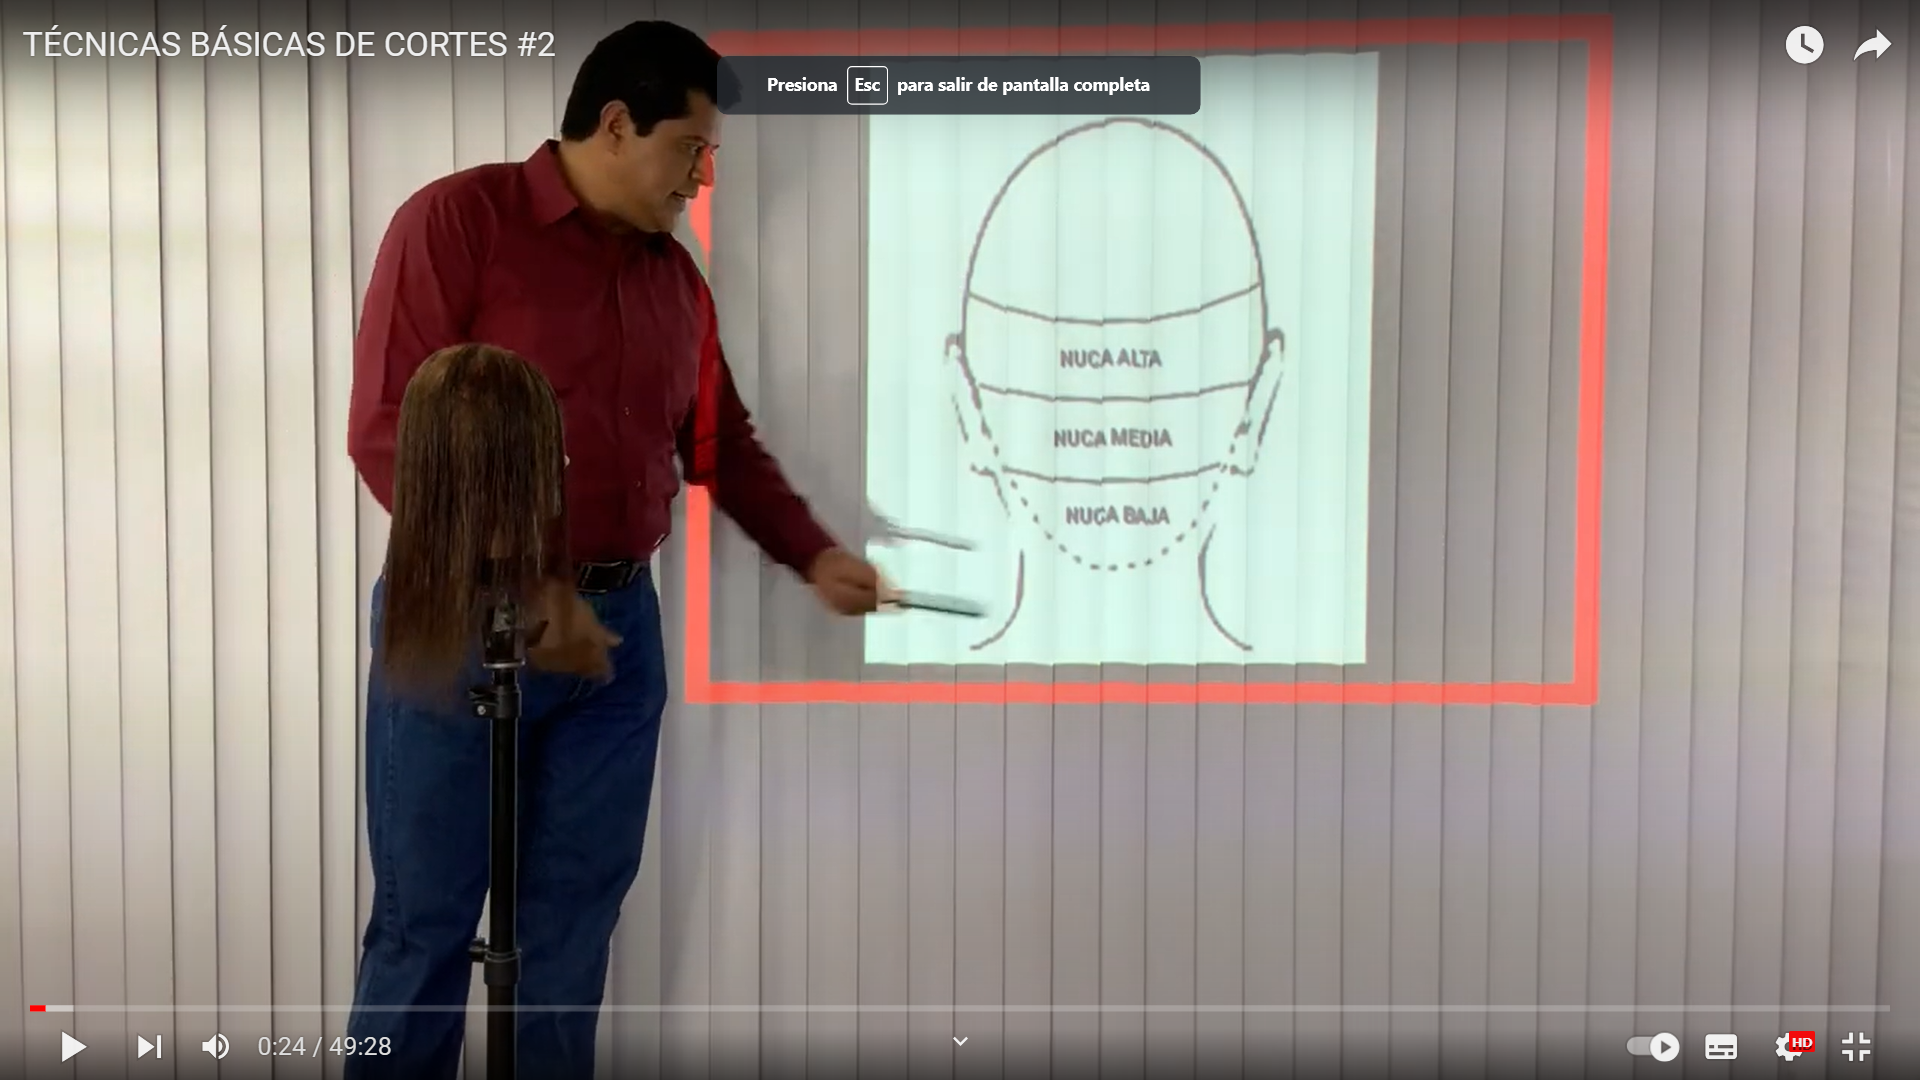 TÉCNICAS BÁSICAS DE CORTES #2
Presiona Esc para salir de pantalla completa
NUCA ALTA
NUCA MEDIA
NUCA BAJA
0:24 / 49:28
HD